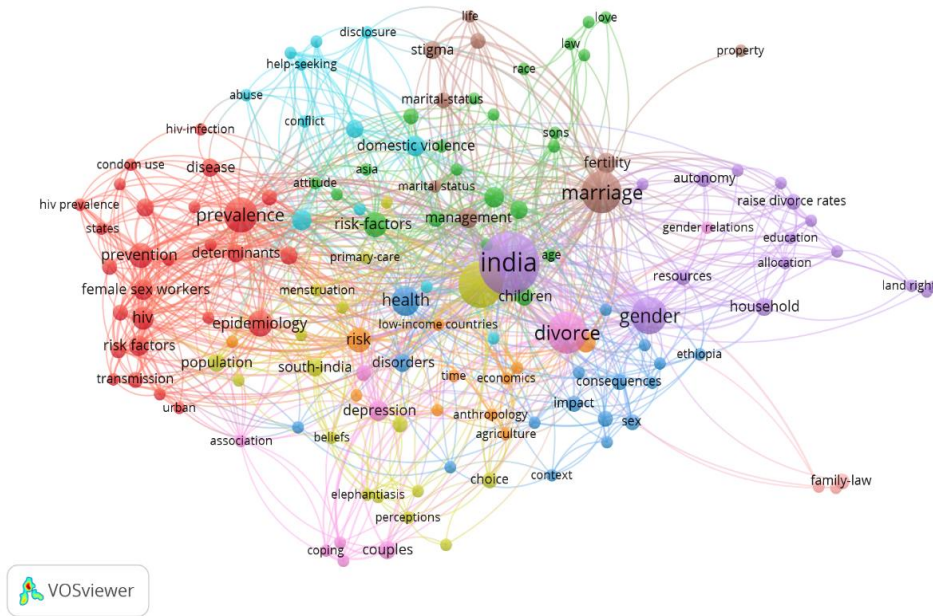 life
love
disclosure
law
stigma
property
help-seeking
race
abuse
marital-status
conflict
hiv-infection
sons
domestic violence
condom use
disease
asia
fertility
attitude
marital status
marriage
autonomy
hiv prevalence
prevalence
raise divorce rates
states
risk-factors
management
gender relations
education
prevention
determinants
primary-care
india
age
allocation
resources
land right
female sex workers
menstruation
health
children
household
hiv
epidemiology
low-income countries
divorce
gender
risk factors
risk
ethiopia
population
south-india
disorders
transmission
time
economics
consequences
urban
depression
anthropology
impact
association
beliefs
agriculture
sex
elephantiasis
choice
context
family-law
perceptions
coping
couples
VOSviewer